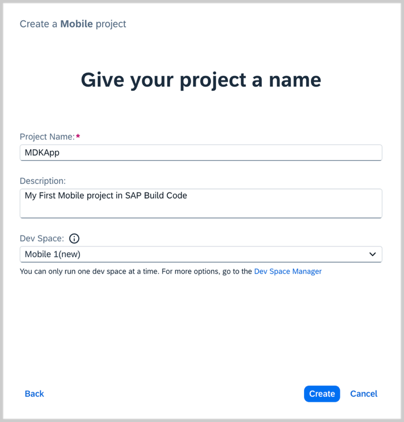 Create a Mobile project
Give your project a name
Project Name:*
MDKApp
Description:
My First Mobile project in SAP Build Code
Dev Space:
Mobile 1(new)
You can only run one dev space at a time. For more options, go to the Dev Space Manager
Back
Create
Cancel